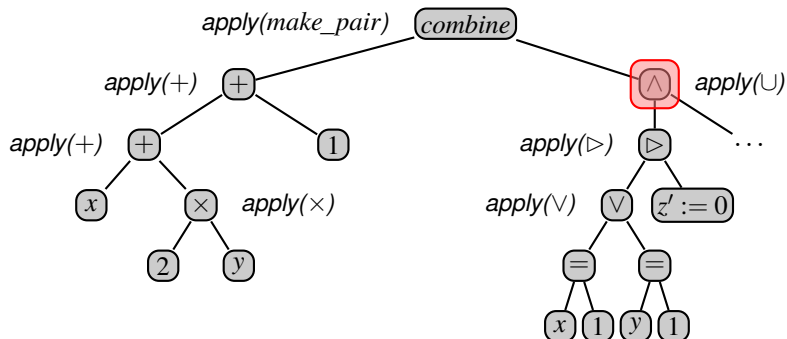 apply(make_pair) combine
apply(+) + ∧ apply(∪)
apply(+) + 1 apply(▷) ▷ ...
x × apply(×) apply(∨) ∨ z′ := 0
2 y = =
x 1 y 1